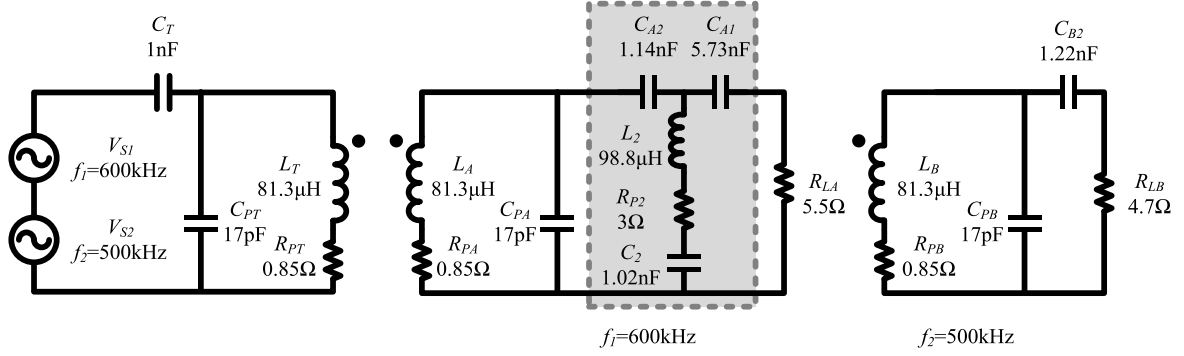 C_T
1nF
V_S1
f_1=600kHz
V_S2
f_2=500kHz
C_PT
17pF
L_T
81.3μH
R_PT
0.85Ω
L_A
81.3μH
R_PA
0.85Ω
C_PA
17pF
C_A2
1.14nF
C_A1
5.73nF
L_2
98.8μH
R_P2
3Ω
C_2
1.02nF
R_LA
5.5Ω
f_1=600kHz
L_B
81.3μH
R_PB
0.85Ω
C_PB
17pF
C_B2
1.22nF
R_LB
4.7Ω
f_2=500kHz